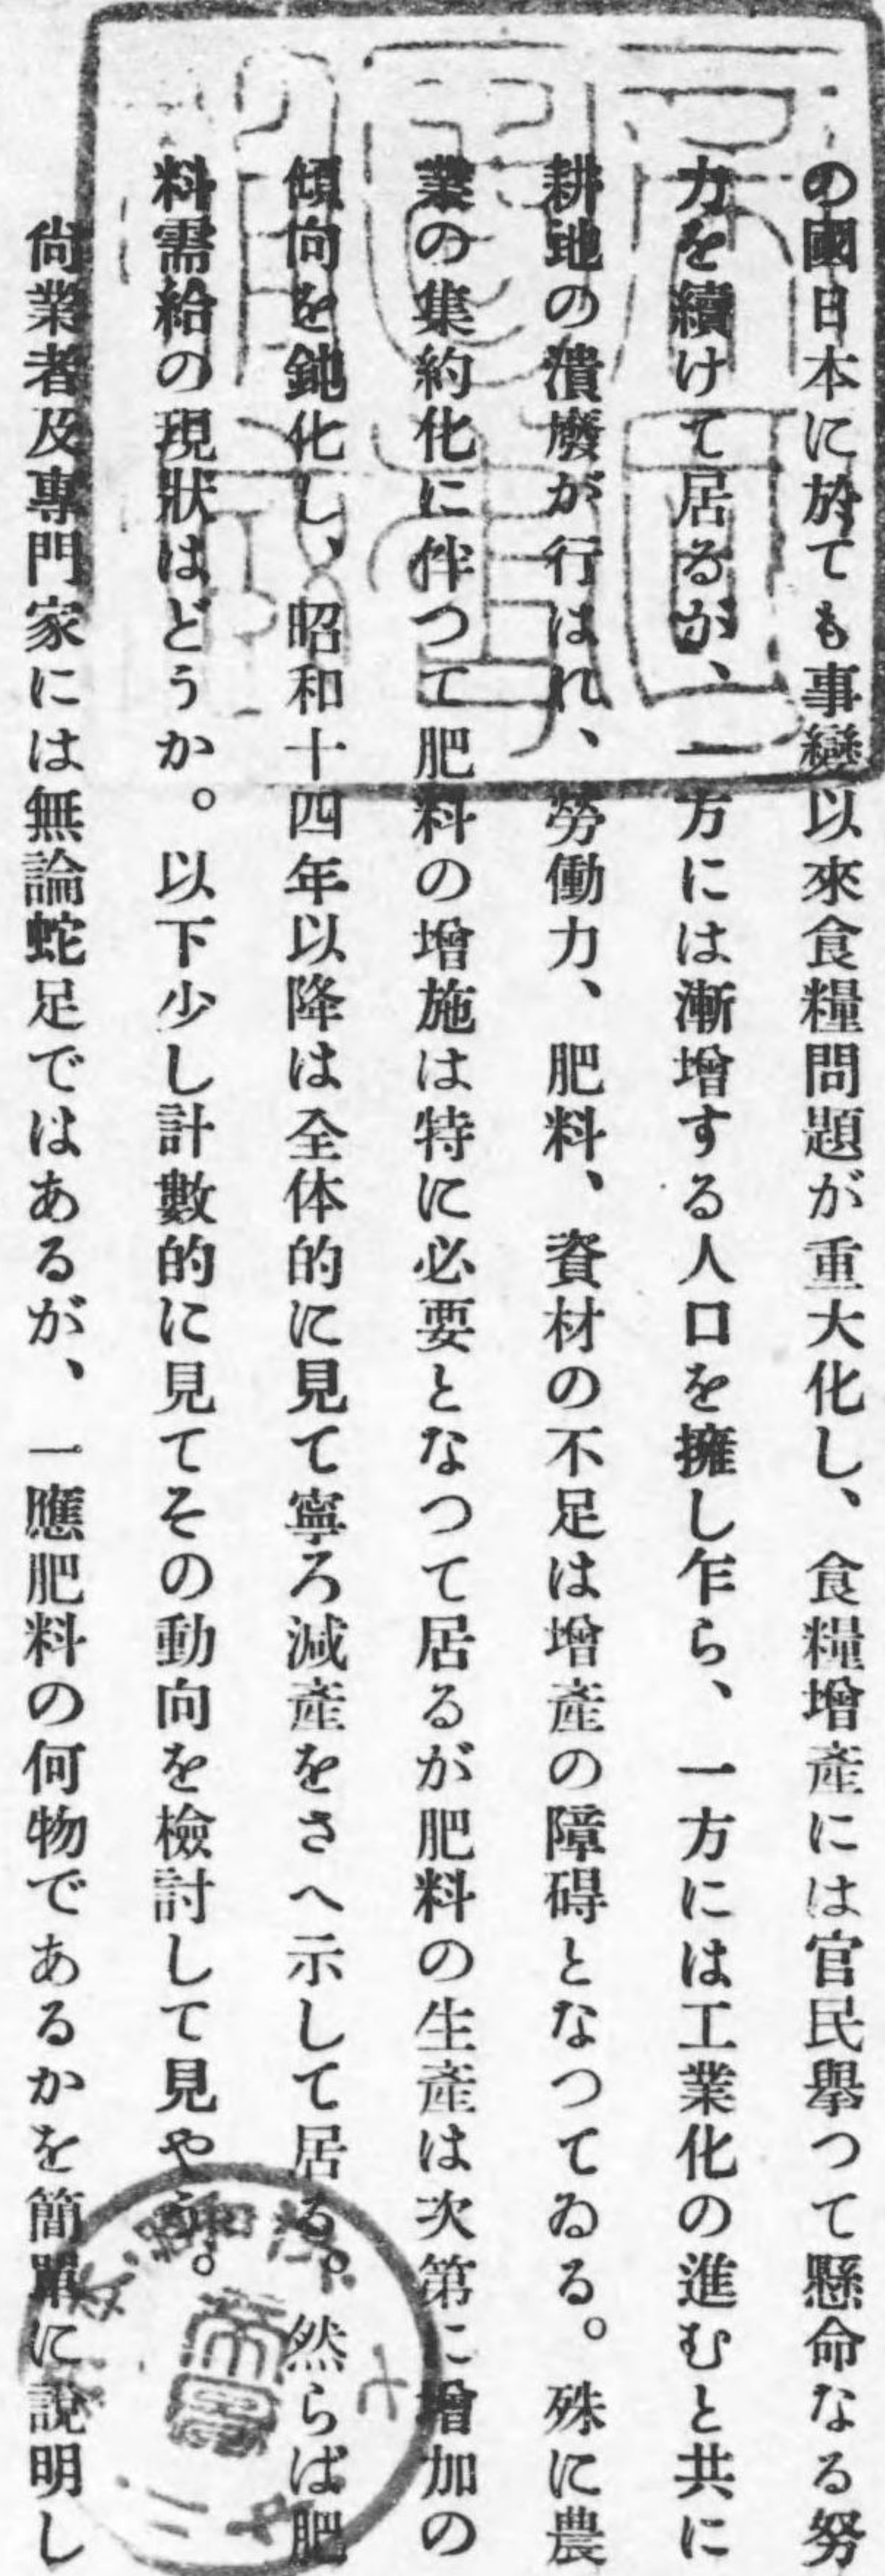 の國日本に於ても事變以來食糧問題が重大化し、食糧增產には官民擧つて懸命なる努
力を續けて居るが、一方には漸增する人口を擁し乍ら、一方には工業化の進むと共に
耕地の潰廢が行はれ、勞働力、肥料、資材の不足は增產の障碍となつてゐる。殊に農
業の集約化に伴つて肥料の增施は特に必要となつて居るが肥料の生產は次第に增加の
傾向を鈍化し、昭和十四年以降は全体的に見て寧ろ減產をさへ示して居る。然らば肥
料需給の現狀はどうか。以下少し計數的に見てその動向を檢討して見やう。
尙業者及專門家には無論蛇足ではあるが、一應肥料の何物であるかを簡單に說明し